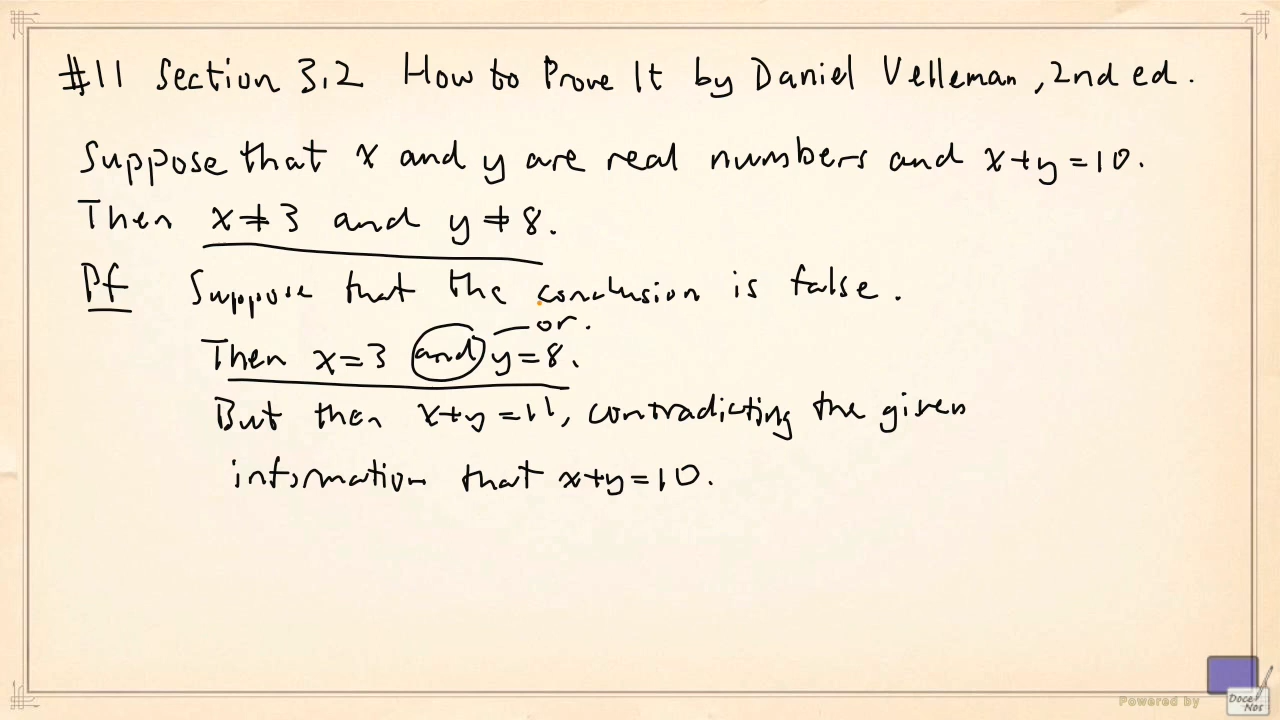 #11 Section 3.2 How to Prove It by Daniel Velleman, 2nd ed.
Suppose that x and y are real numbers and x+y=10.
Then x≠3 and y≠8.
Pf Suppose that the conclusion is false.
or.
Then x=3 and y=8.
But then x+y=11, contradicting the given
information that x+y=10.
Powered by
Doceri